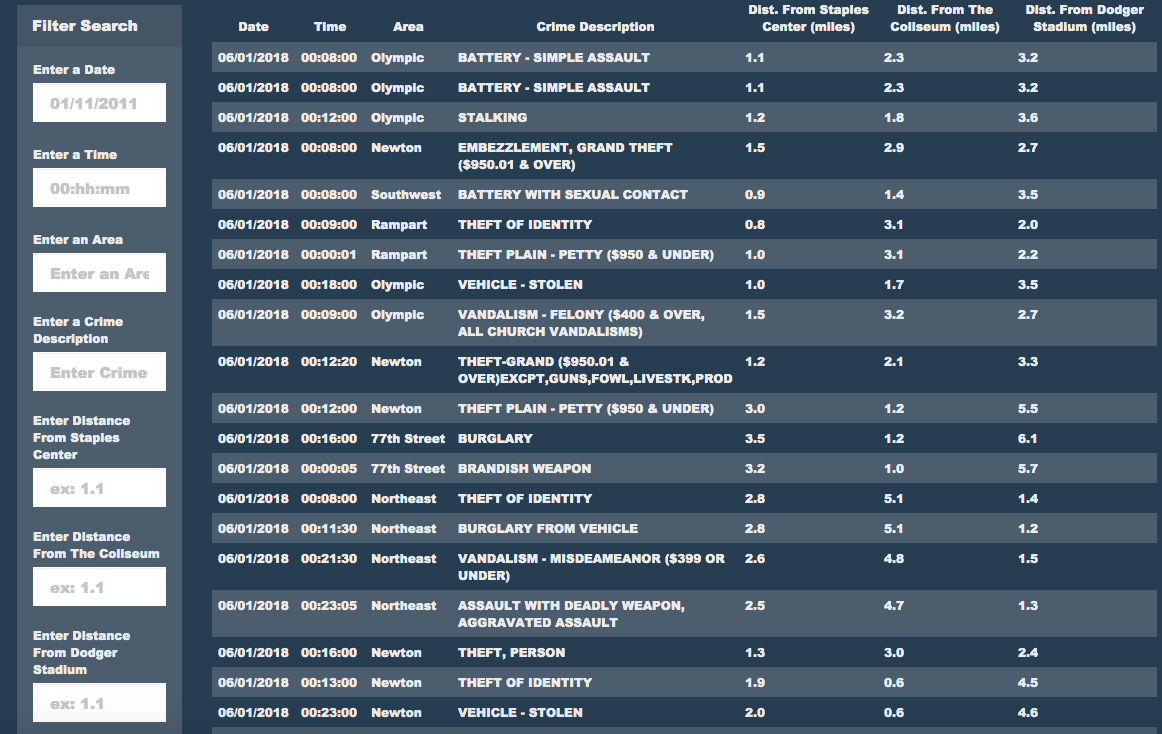 Filter Search
Enter a Date
01/11/2011
Enter a Time
00:hh:mm
Enter an Area
Enter an Are
Enter a Crime
Description
Enter Crime
Enter Distance
From Staples
Center
ex: 1.1
Enter Distance
From The Coliseum
ex: 1.1
Enter Distance
From Dodger
Stadium
ex: 1.1
Date Time Area Crime Description Dist. From Staples Center (miles) Dist. From The Coliseum (miles) Dist. From Dodger Stadium (miles)
06/01/2018 00:08:00 Olympic BATTERY - SIMPLE ASSAULT 1.1 2.3 3.2
06/01/2018 00:08:00 Olympic BATTERY - SIMPLE ASSAULT 1.1 2.3 3.2
06/01/2018 00:12:00 Olympic STALKING 1.2 1.8 3.6
06/01/2018 00:08:00 Newton EMBEZZLEMENT, GRAND THEFT 1.5 2.9 2.7
($950.01 & OVER)
06/01/2018 00:08:00 Southwest BATTERY WITH SEXUAL CONTACT 0.9 1.4 3.5
06/01/2018 00:09:00 Rampart THEFT OF IDENTITY 0.8 3.1 2.0
06/01/2018 00:00:01 Rampart THEFT PLAIN - PETTY ($950 & UNDER) 1.0 3.1 2.2
06/01/2018 00:18:00 Olympic VEHICLE - STOLEN 1.0 1.7 3.5
06/01/2018 00:09:00 Olympic VANDALISM - FELONY ($400 & OVER, 1.5 3.2 2.7
ALL CHURCH VANDALISMS)
06/01/2018 00:12:20 Newton THEFT-GRAND ($950.01 & 1.2 2.1 3.3
OVER)EXCPT,GUNS,FOWL,LIVESTK,PROD
06/01/2018 00:12:00 Newton THEFT PLAIN - PETTY ($950 & UNDER) 3.0 1.2 5.5
06/01/2018 00:16:00 77th Street BURGLARY 3.5 1.2 6.1
06/01/2018 00:00:05 77th Street BRANDISH WEAPON 3.2 1.0 5.7
06/01/2018 00:08:00 Northeast THEFT OF IDENTITY 2.8 5.1 1.4
06/01/2018 00:11:30 Northeast BURGLARY FROM VEHICLE 2.8 5.1 1.2
06/01/2018 00:21:30 Northeast VANDALISM - MISDEAMEANOR ($399 OR 2.6 4.8 1.5
UNDER)
06/01/2018 00:23:05 Northeast ASSAULT WITH DEADLY WEAPON, 2.5 4.7 1.3
AGGRAVATED ASSAULT
06/01/2018 00:16:00 Newton THEFT, PERSON 1.3 3.0 2.4
06/01/2018 00:13:00 Newton THEFT OF IDENTITY 1.9 0.6 4.5
06/01/2018 00:23:00 Newton VEHICLE - STOLEN 2.0 0.6 4.6